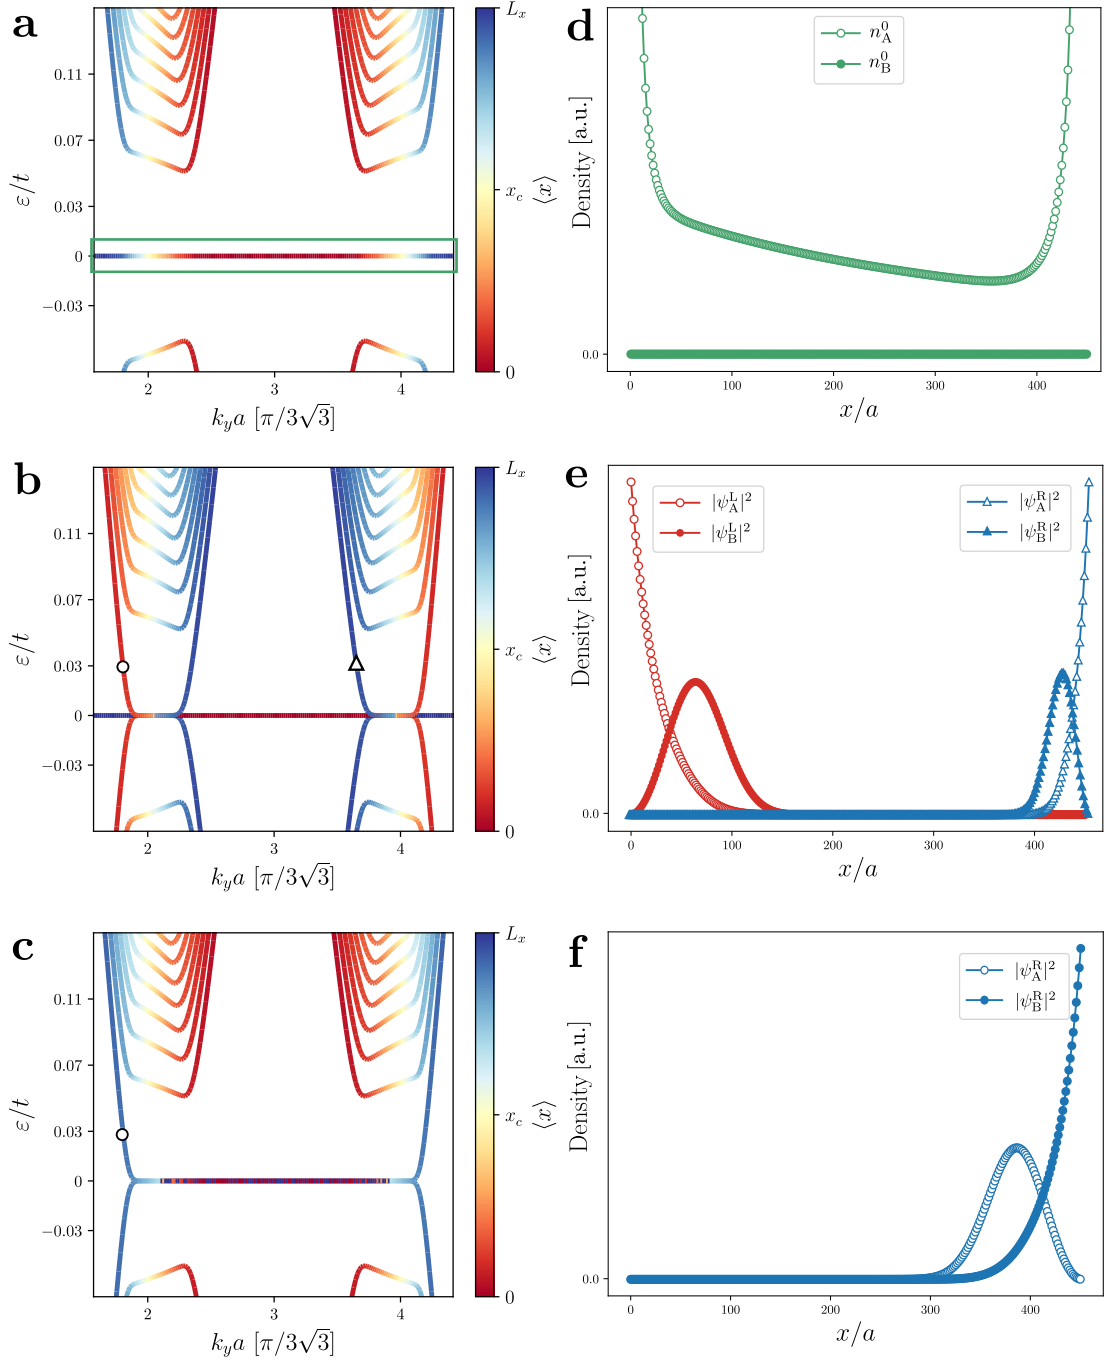 a
0.11
0.07
0.03
0
−0.03
ε/t
2
3
4
k_y a [π/3√3]
L_x
x_c
0
⟨x⟩
d
n_A^0
n_B^0
Density [a.u.]
0.0
0
100
200
300
400
x/a
b
0.11
0.07
0.03
0
−0.03
ε/t
2
3
4
k_y a [π/3√3]
L_x
x_c
0
⟨x⟩
e
|ψ_A^L|²
|ψ_B^L|²
|ψ_A^R|²
|ψ_B^R|²
Density [a.u.]
0.0
0
100
200
300
400
x/a
c
0.11
0.07
0.03
0
−0.03
ε/t
2
3
4
k_y a [π/3√3]
L_x
x_c
0
⟨x⟩
f
|ψ_A^R|²
|ψ_B^R|²
Density [a.u.]
0.0
0
100
200
300
400
x/a